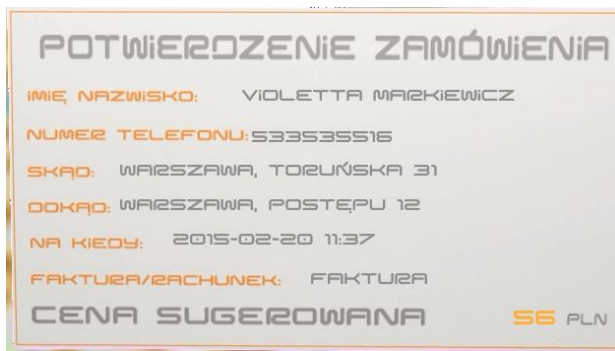 POTWiERDZENiE ZAMÓWiENiA
iMiĘ NAZWiSKO: ViOLETTA MARKiEWiCZ
NUMER TELEFONU: 533535516
SKĄD: WARSZAWA, TORUŃSKA 31
DOKĄD: WARSZAWA, POSTĘPU 12
NA KiEDY: 2015-02-20 11:37
FAKTURA/RACHUNEK: FAKTURA
CENA SUGEROWANA 56 PLN